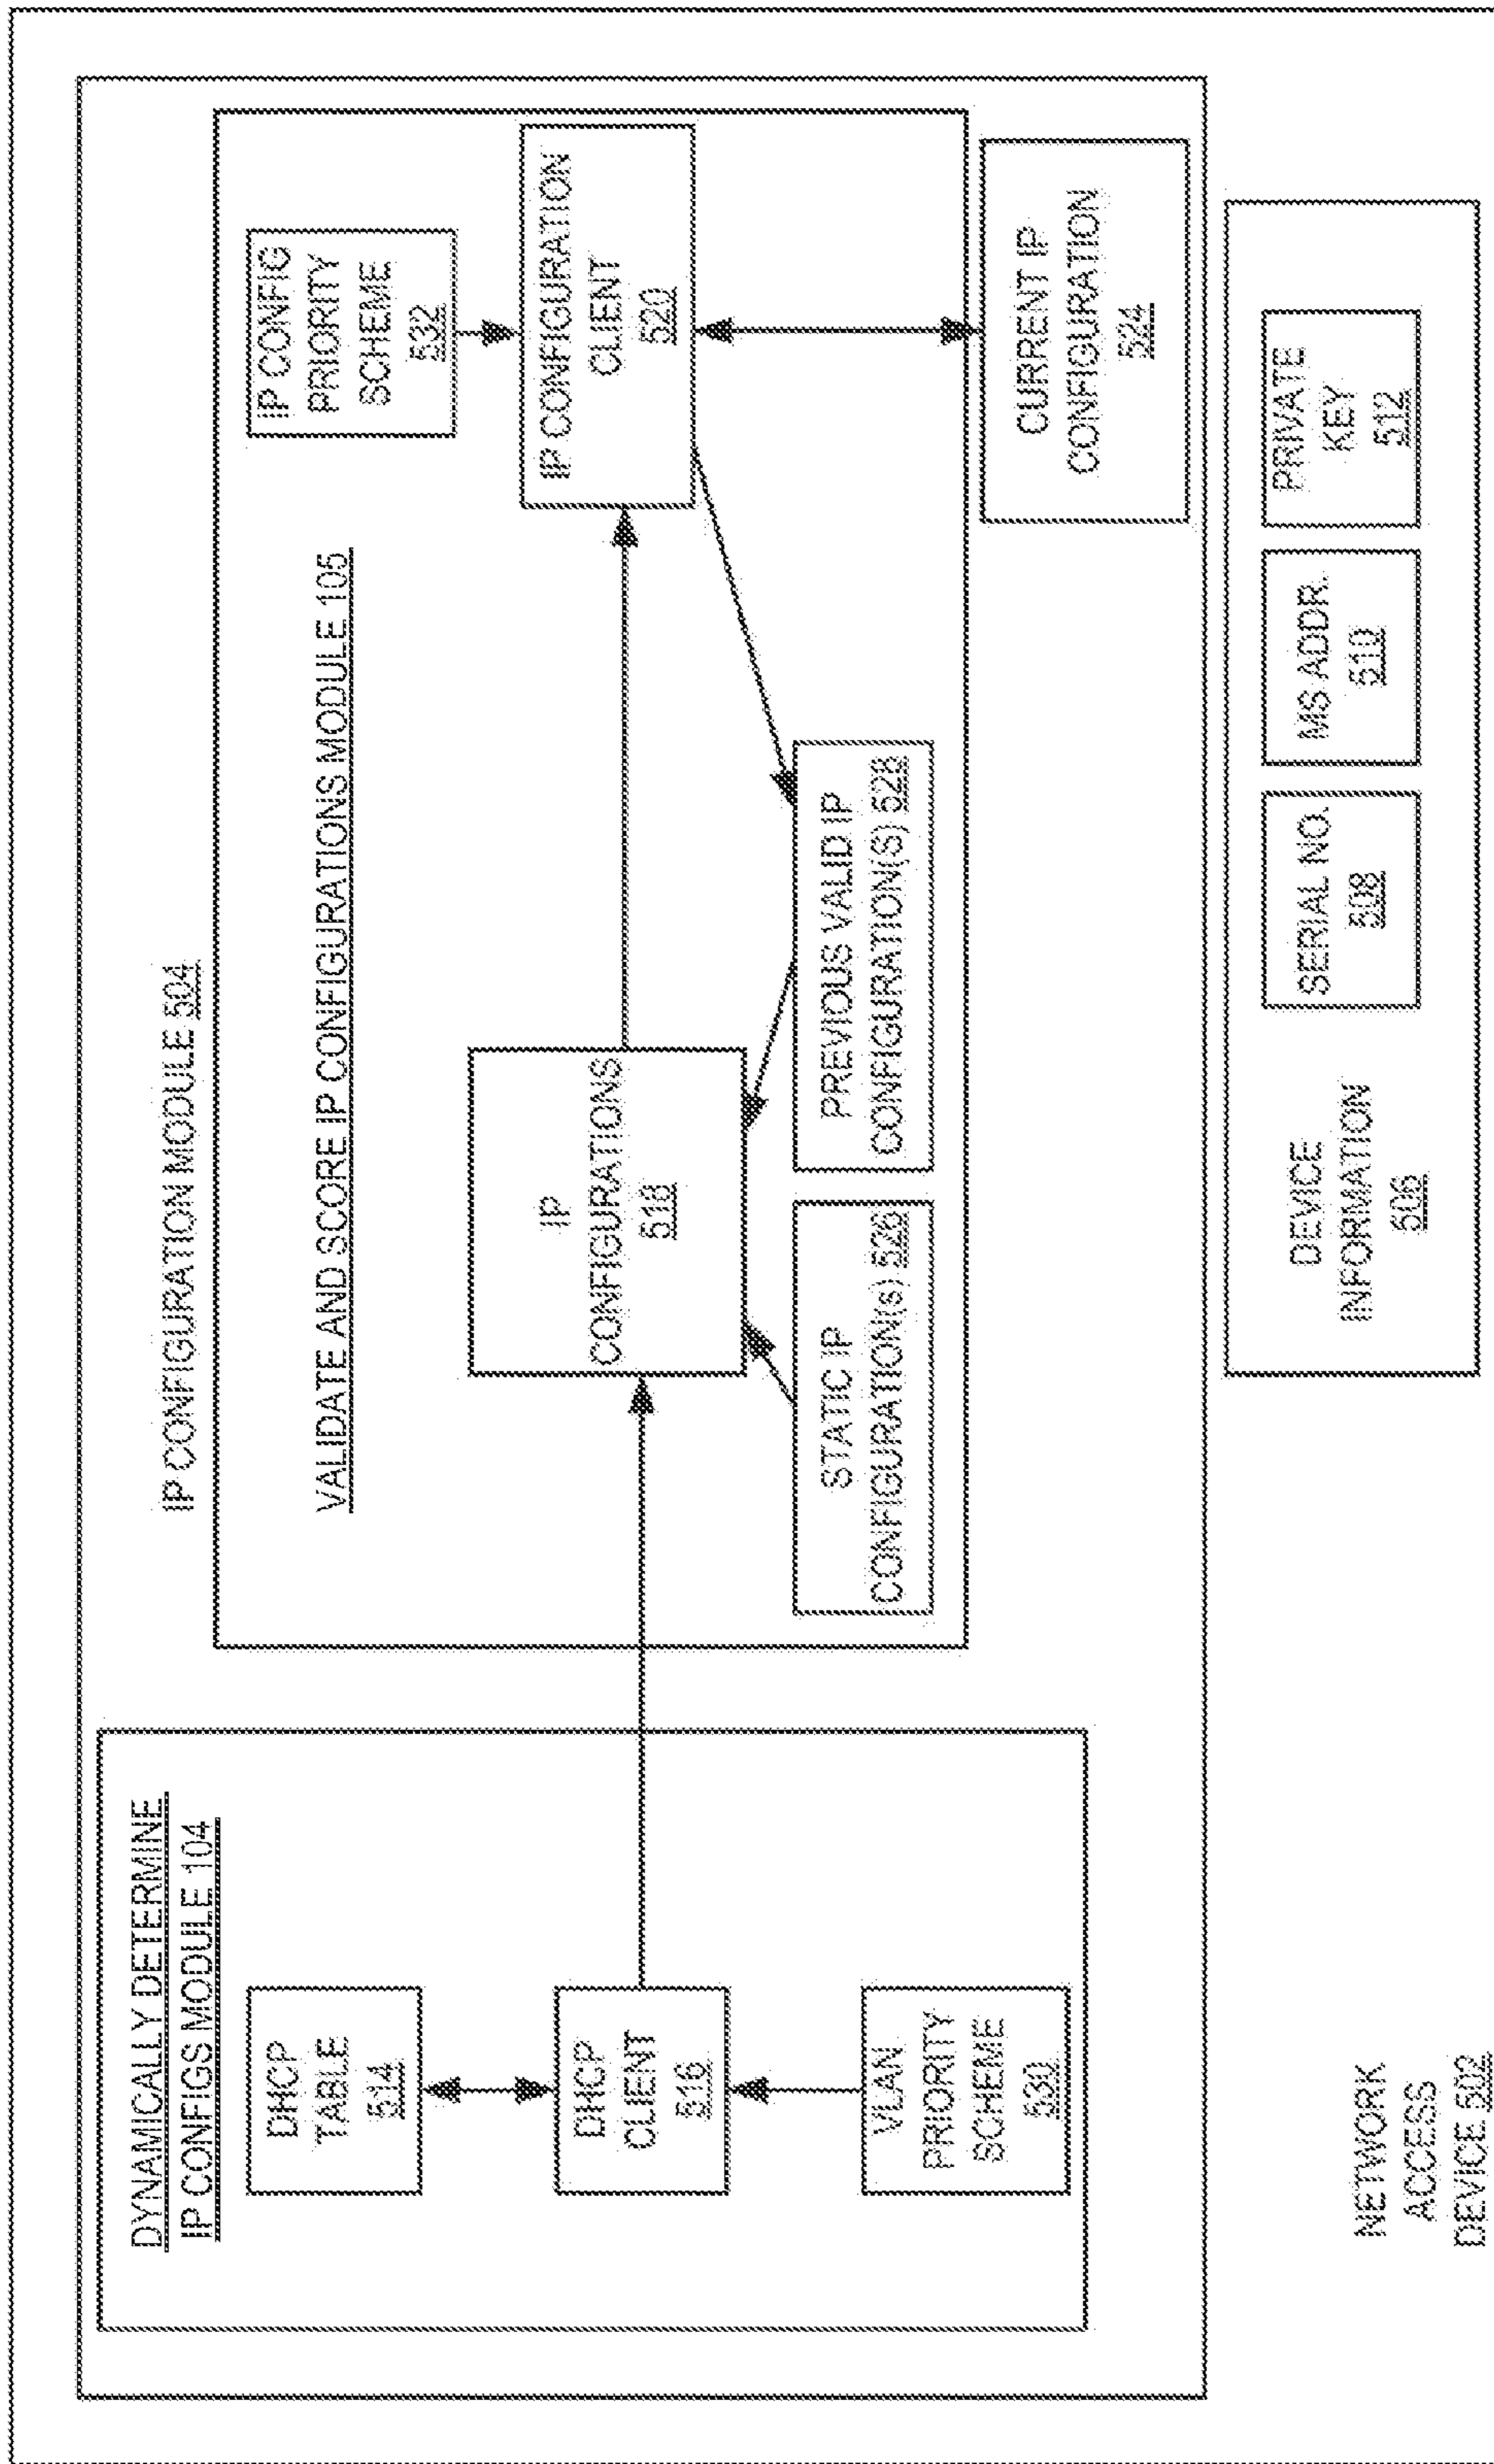 IP CONFIGURATION MODULE 504
DYNAMICALLY DETERMINE
IP CONFIGS MODULE 104
DHCP
TABLE
514
DHCP
CLIENT
516
VLAN
PRIORITY
SCHEME
530
VALIDATE AND SCORE IP CONFIGURATIONS MODULE 105
IP
CONFIGURATIONS
518
STATIC IP
CONFIGURATION(s) 526
PREVIOUS VALID IP
CONFIGURATION(S) 528
IP CONFIG
PRIORITY
SCHEME
532
IP CONFIGURATION
CLIENT
520
CURRENT IP
CONFIGURATION
524
NETWORK
ACCESS
DEVICE 502
DEVICE
INFORMATION
506
SERIAL NO.
508
MS ADDR.
510
PRIVATE
KEY
512